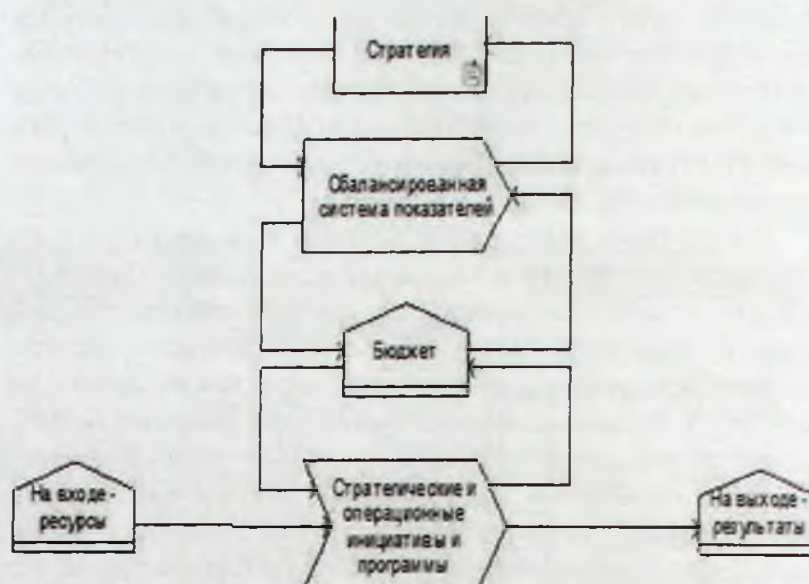 Стратегия
Сбалансированная
система показателей
Бюджет
На входе -
ресурсы
Стратегические и
операционные
инициативы и
программы
На выходе -
результаты